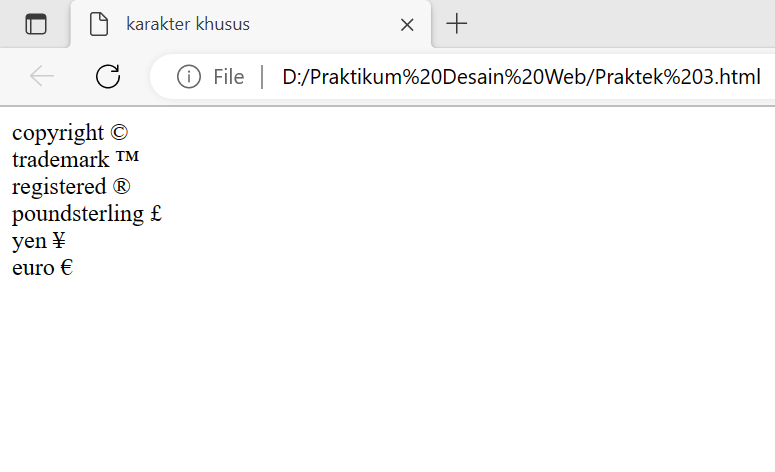 karakter khusus
File D:/Praktikum%20Desain%20Web/Praktek%203.html
copyright ©
trademark ™
registered ®
poundsterling £
yen ¥
euro €